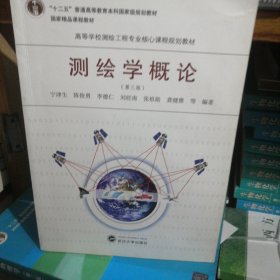 "十二五"普通高等教育本科国家级规划教材
国家精品课程教材
高等学校测绘工程专业核心课程规划教材
测绘学概论
(第三版)
宁津生 陈俊勇 李德仁 刘经南 张祖勋 龚健雅 等 编著
武汉大学出版社